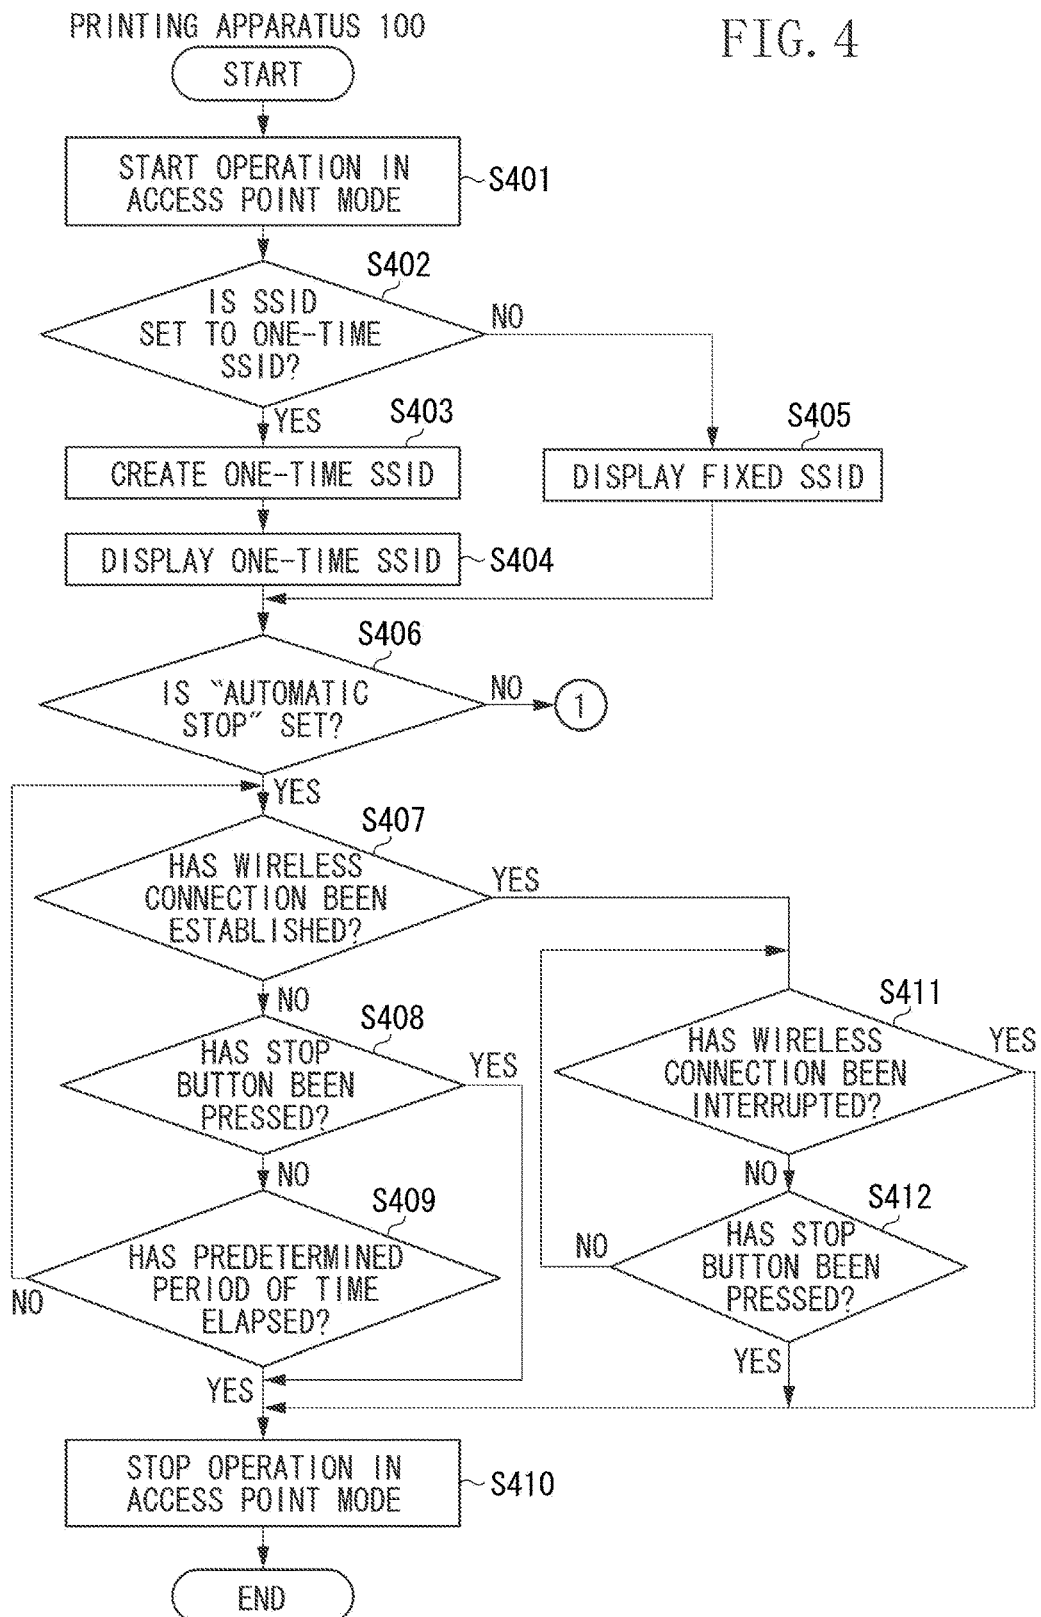 PRINTING APPARATUS 100
FIG. 4
START
START OPERATION IN
ACCESS POINT MODE
S401
S402
IS SSID
SET TO ONE-TIME
SSID?
NO
YES
S403
CREATE ONE-TIME SSID
S405
DISPLAY FIXED SSID
DISPLAY ONE-TIME SSID
S404
S406
IS "AUTOMATIC
STOP" SET?
NO
1
YES
S407
HAS WIRELESS
CONNECTION BEEN
ESTABLISHED?
YES
NO
S408
HAS STOP
BUTTON BEEN
PRESSED?
YES
NO
S411
HAS WIRELESS
CONNECTION BEEN
INTERRUPTED?
YES
NO
S409
HAS PREDETERMINED
PERIOD OF TIME
ELAPSED?
NO
YES
S412
HAS STOP
BUTTON BEEN
PRESSED?
NO
YES
STOP OPERATION IN
ACCESS POINT MODE
S410
END